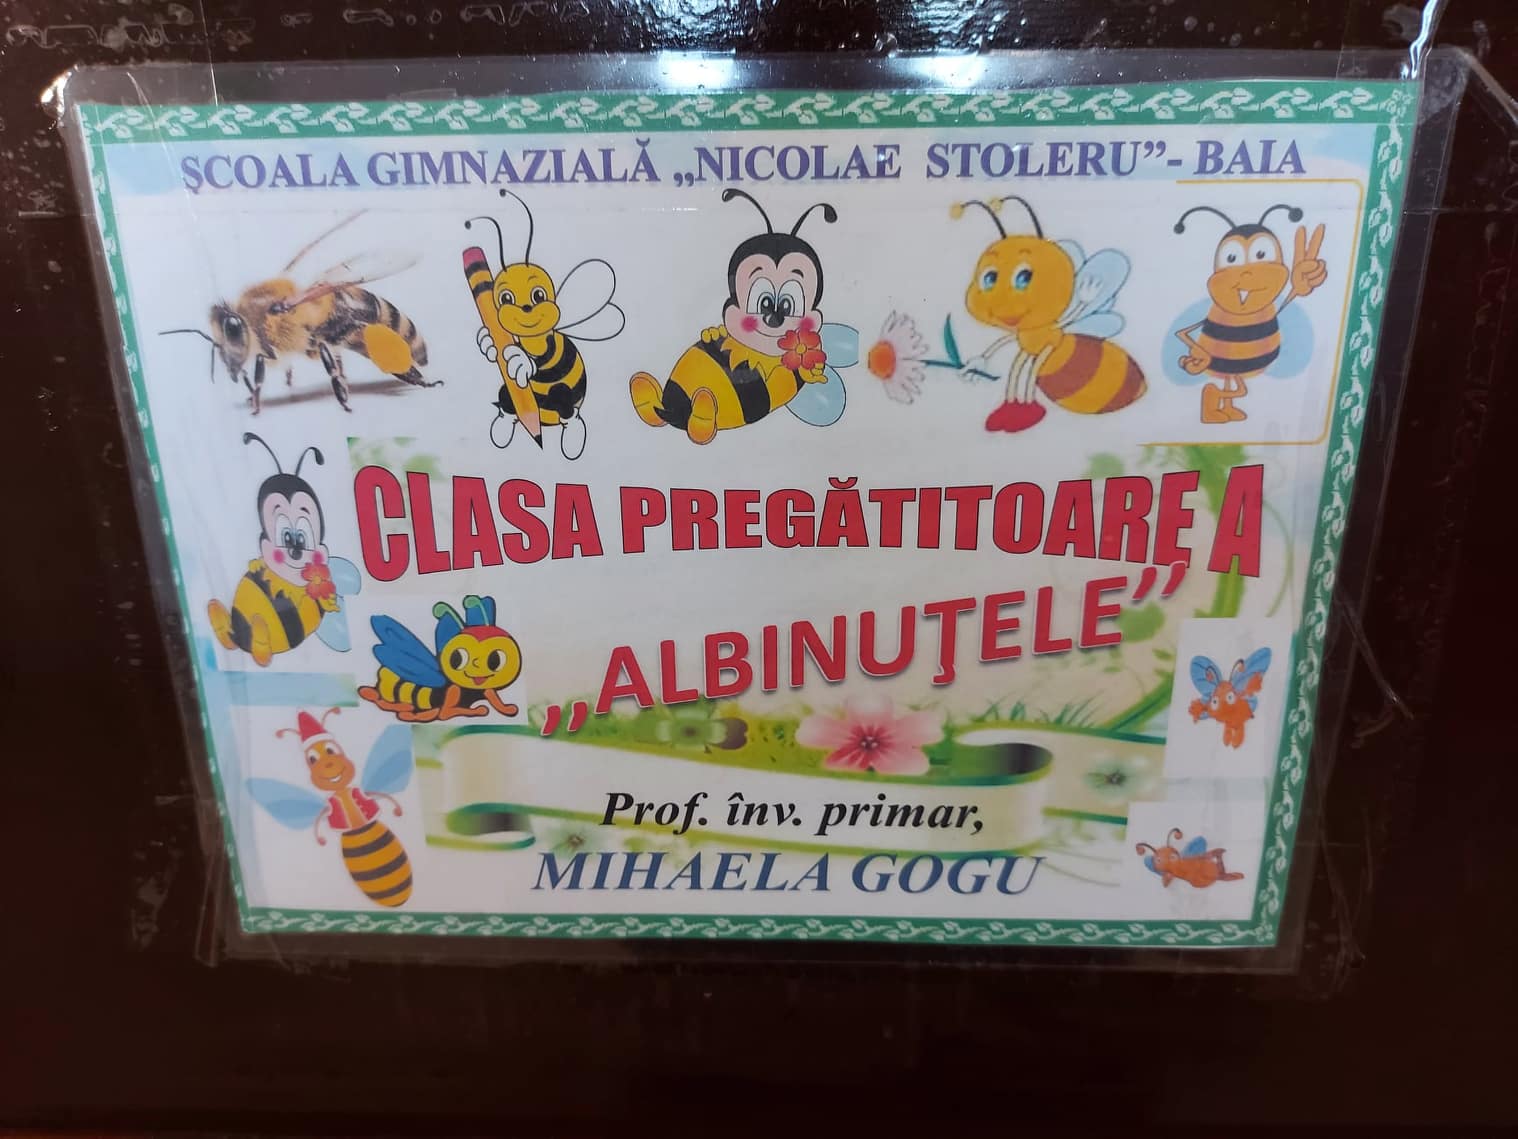 ŞCOALA GIMNAZIALĂ „NICOLAE STOLERU”- BAIA
CLASA PREGĂTITOARE A
„ALBINUŢELE”
Prof. înv. primar,
MIHAELA GOGU